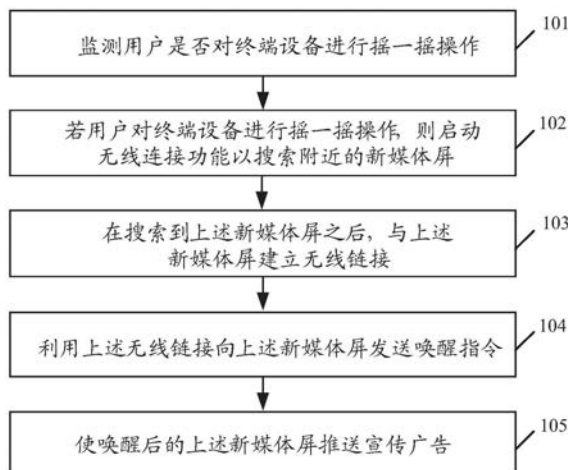 监测用户是否对终端设备进行摇一摇操作
101
若用户对终端设备进行摇一摇操作，则启动
无线连接功能以搜索附近的新媒体屏
102
在搜索到上述新媒体屏之后，与上述
新媒体屏建立无线链接
103
利用上述无线链接向上述新媒体屏发送唤醒指令
104
使唤醒后的上述新媒体屏推送宣传广告
105